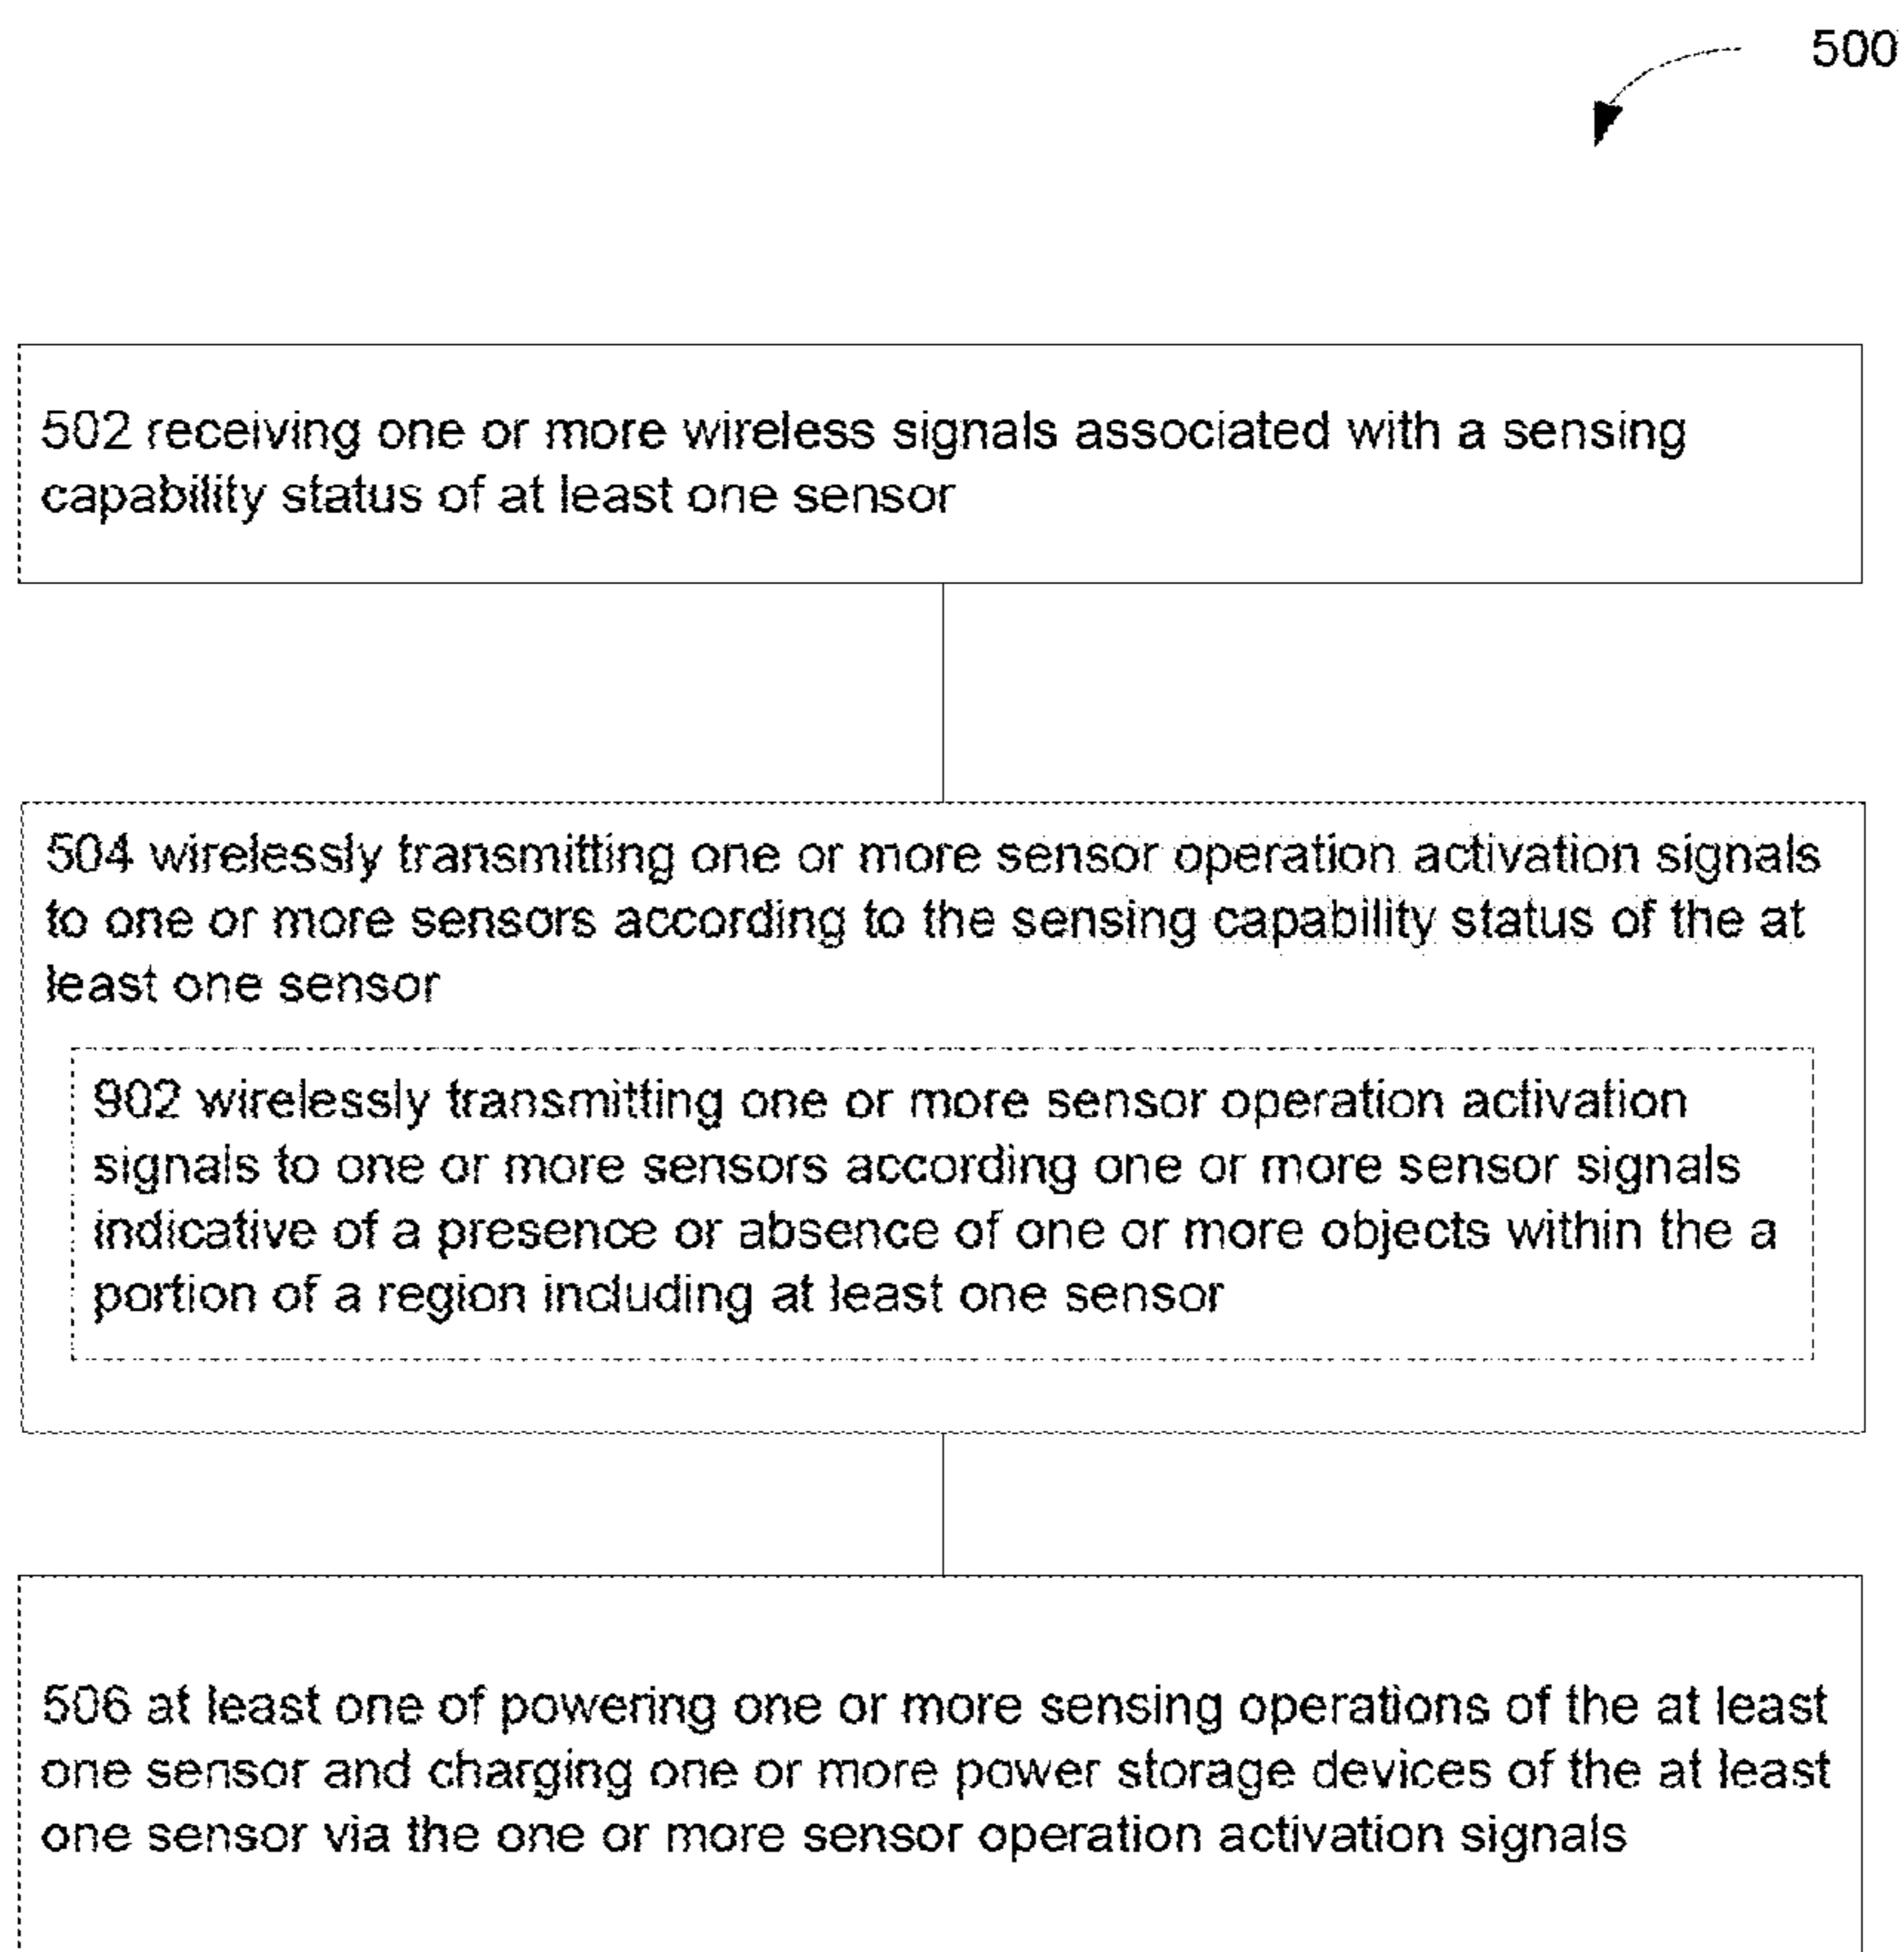 500
502 receiving one or more wireless signals associated with a sensing
capability status of at least one sensor
504 wirelessly transmitting one or more sensor operation activation signals
to one or more sensors according to the sensing capability status of the at
least one sensor
902 wirelessly transmitting one or more sensor operation activation
signals to one or more sensors according one or more sensor signals
indicative of a presence or absence of one or more objects within the a
portion of a region including at least one sensor
506 at least one of powering one or more sensing operations of the at least
one sensor and charging one or more power storage devices of the at least
one sensor via the one or more sensor operation activation signals